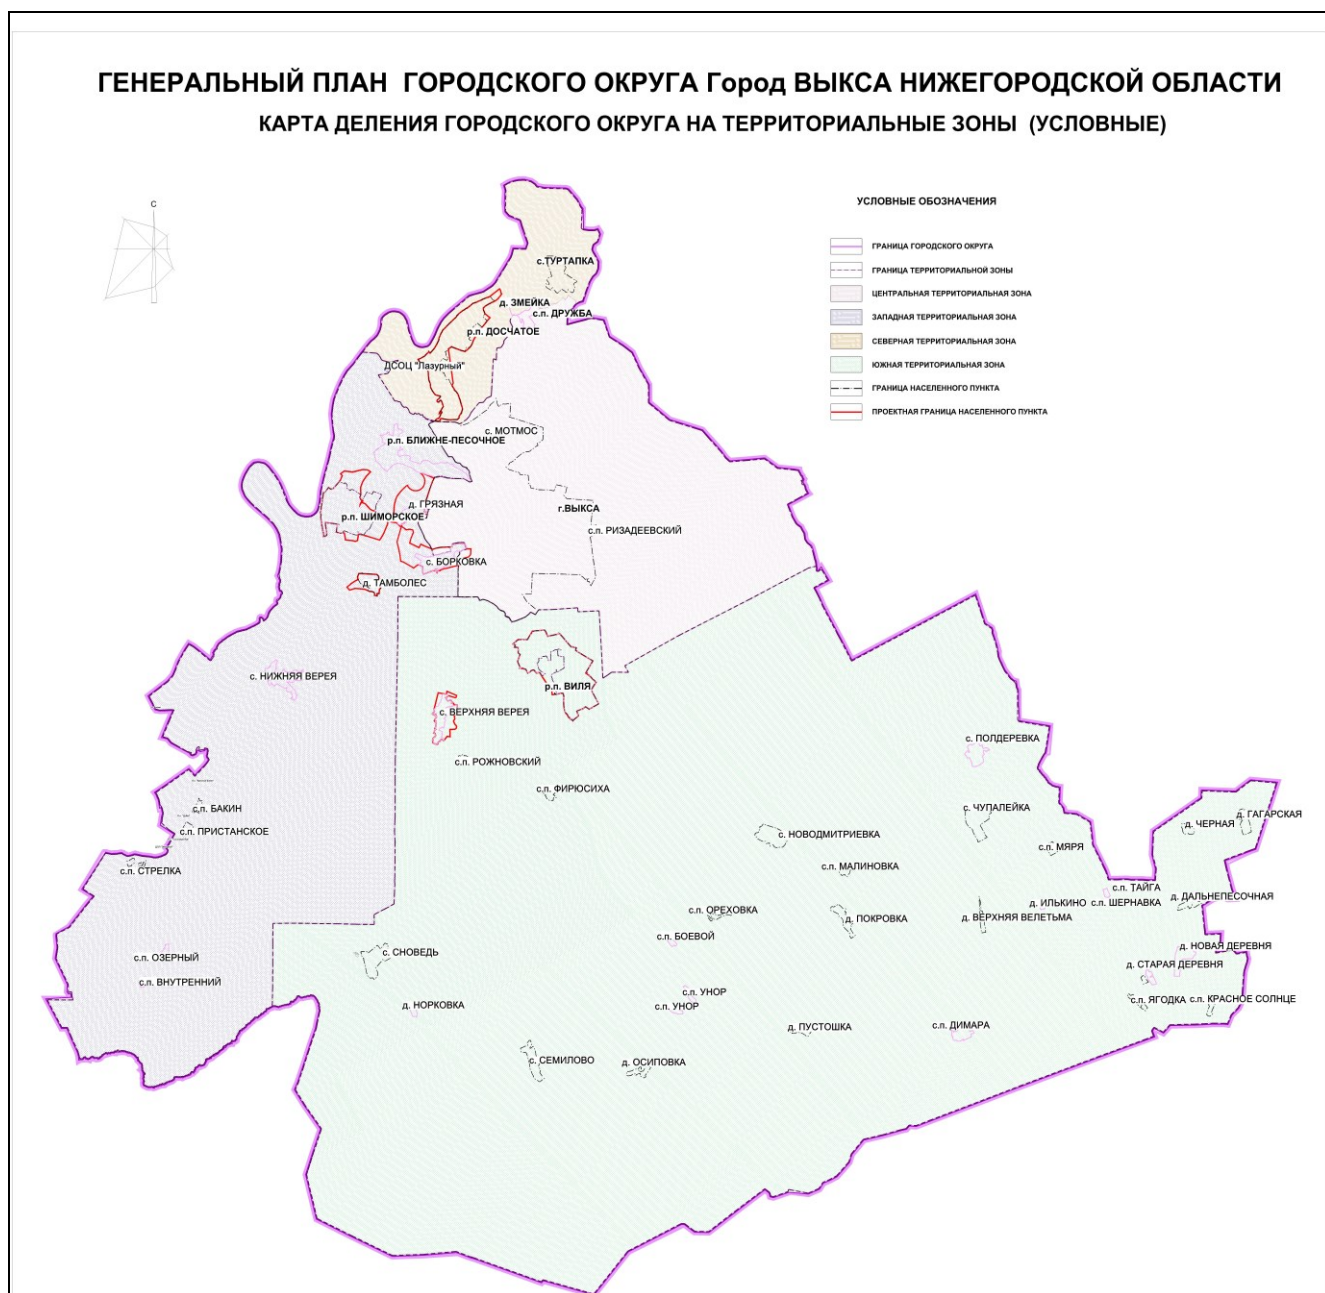 ГЕНЕРАЛЬНЫЙ ПЛАН ГОРОДСКОГО ОКРУГА Город ВЫКСА НИЖЕГОРОДСКОЙ ОБЛАСТИ
КАРТА ДЕЛЕНИЯ ГОРОДСКОГО ОКРУГА НА ТЕРРИТОРИАЛЬНЫЕ ЗОНЫ (УСЛОВНЫЕ)
С
УСЛОВНЫЕ ОБОЗНАЧЕНИЯ
ГРАНИЦА ГОРОДСКОГО ОКРУГА
ГРАНИЦА ТЕРРИТОРИАЛЬНОЙ ЗОНЫ
ЦЕНТРАЛЬНАЯ ТЕРРИТОРИАЛЬНАЯ ЗОНА
ЗАПАДНАЯ ТЕРРИТОРИАЛЬНАЯ ЗОНА
СЕВЕРНАЯ ТЕРРИТОРИАЛЬНАЯ ЗОНА
ЮЖНАЯ ТЕРРИТОРИАЛЬНАЯ ЗОНА
ГРАНИЦА НАСЕЛЕННОГО ПУНКТА
ПРОЕКТНАЯ ГРАНИЦА НАСЕЛЕННОГО ПУНКТА
с.ТУРТАПКА
д. ЗМЕЙКА
с.п. ДРУЖБА
р.п. ДОСЧАТОЕ
ДСОЦ "Лазурный"
с. МОТМОС
р.п. БЛИЖНЕ-ПЕСОЧНОЕ
д. ГРЯЗНАЯ
г.ВЫКСА
р.п. ШИМОРСКОЕ
с.п. РИЗАДЕЕВСКИЙ
с. БОРКОВКА
д. ТАМБОЛЕС
с. НИЖНЯЯ ВЕРЕЯ
р.п. ВИЛЯ
с. ВЕРХНЯЯ ВЕРЕЯ
с. ПОЛДЕРЕВКА
с.п. РОЖНОВСКИЙ
с.п. ФИРЮСИХА
с.п. БАКИН
с. ЧУПАЛЕЙКА
д. ГАГАРСКАЯ
д. ЧЕРНАЯ
с.п. ПРИСТАНСКОЕ
с. НОВОДМИТРИЕВКА
с.п. МЯРЯ
с.п. МАЛИНОВКА
с.п. СТРЕЛКА
с.п. ТАЙГА
д. ДАЛЬНЕПЕСОЧНАЯ
д. ИЛЬКИНО
с.п. ШЕРНАВКА
с.п. ОРЕХОВКА
д. ПОКРОВКА
д. ВЕРХНЯЯ ВЕЛЕТЬМА
с.п. БОЕВОЙ
д. НОВАЯ ДЕРЕВНЯ
с. СНОВЕДЬ
с.п. ОЗЕРНЫЙ
д. СТАРАЯ ДЕРЕВНЯ
с.п. ВНУТРЕННИЙ
с.п. УНОР
с.п. ЯГОДКА
с.п. КРАСНОЕ СОЛНЦЕ
д. НОРКОВКА
с.п. УНОР
д. ПУСТОШКА
с.п. ДИМАРА
с. СЕМИЛОВО
д. ОСИПОВКА